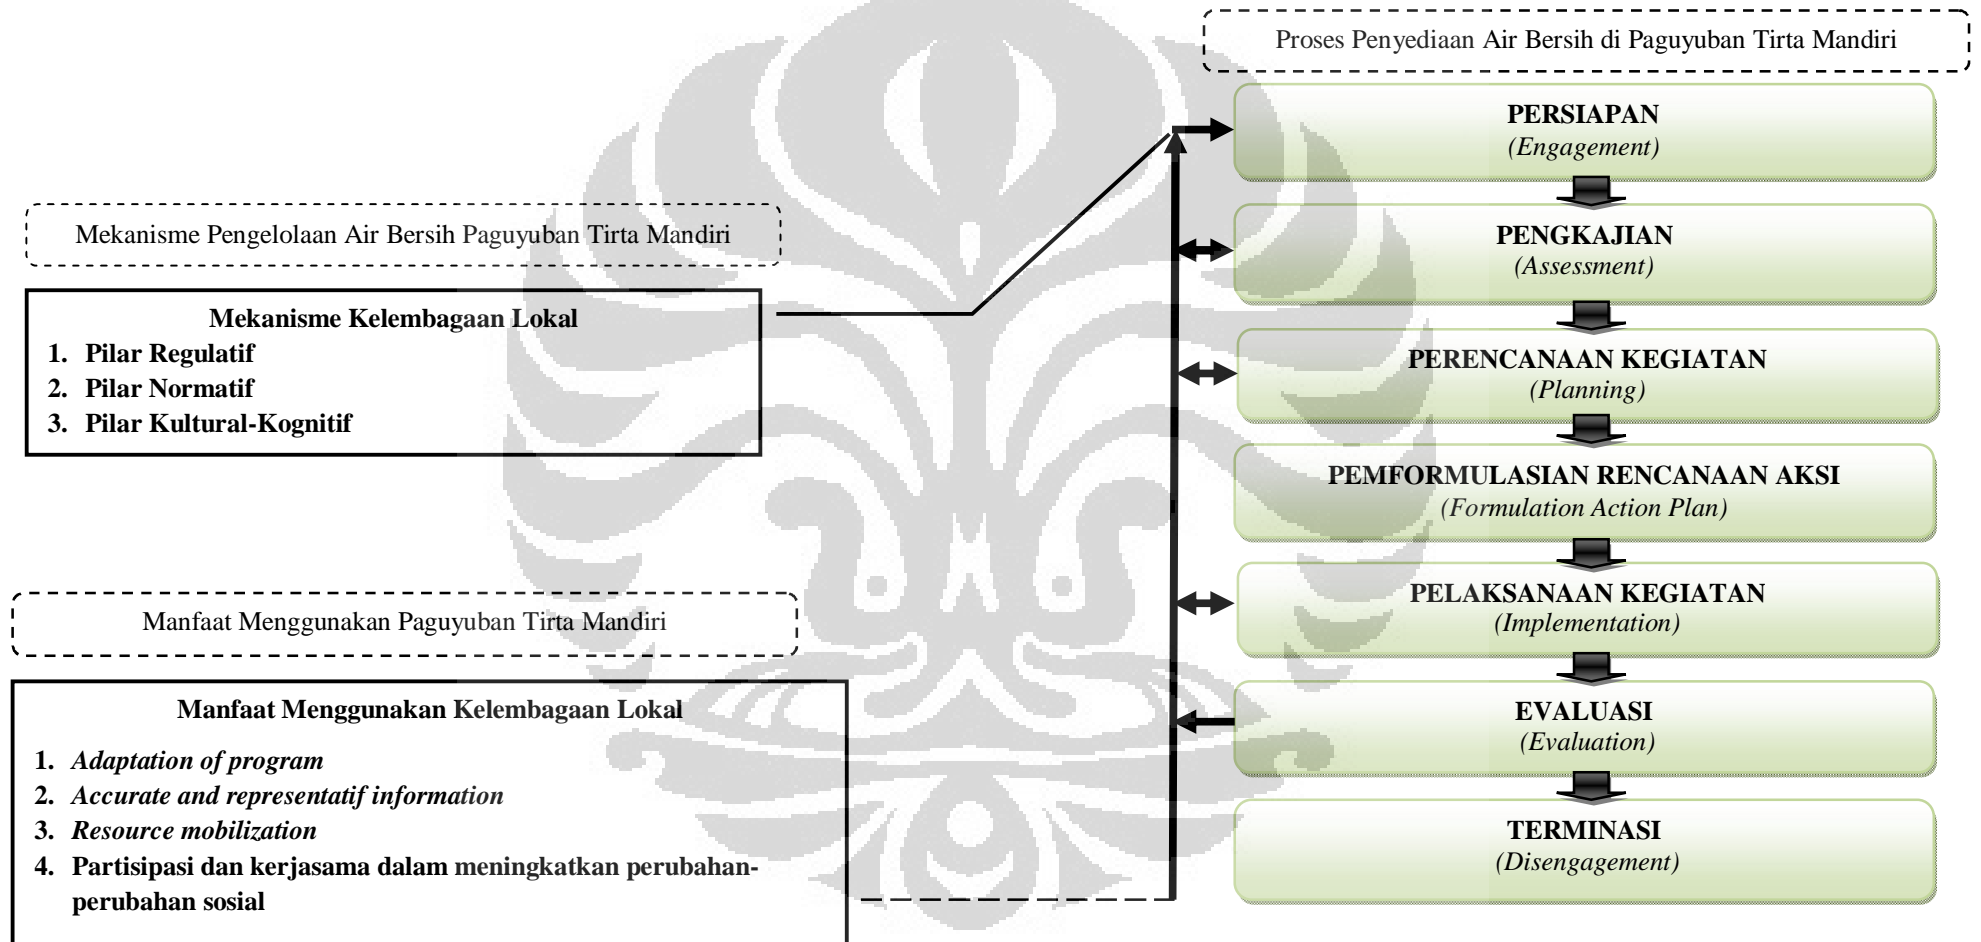 Proses Penyediaan Air Bersih di Paguyuban Tirta Mandiri
PERSIAPAN
(Engagement)
PENGKAJIAN
(Assessment)
PERENCANAAN KEGIATAN
(Planning)
PEMFORMULASIAN RENCANAAN AKSI
(Formulation Action Plan)
PELAKSANAAN KEGIATAN
(Implementation)
EVALUASI
(Evaluation)
TERMINASI
(Disengagement)
Mekanisme Pengelolaan Air Bersih Paguyuban Tirta Mandiri
Mekanisme Kelembagaan Lokal
1. Pilar Regulatif
2. Pilar Normatif
3. Pilar Kultural-Kognitif
Manfaat Menggunakan Paguyuban Tirta Mandiri
Manfaat Menggunakan Kelembagaan Lokal
1. Adaptation of program
2. Accurate and representatif information
3. Resource mobilization
4. Partisipasi dan kerjasama dalam meningkatkan perubahan-
perubahan sosial